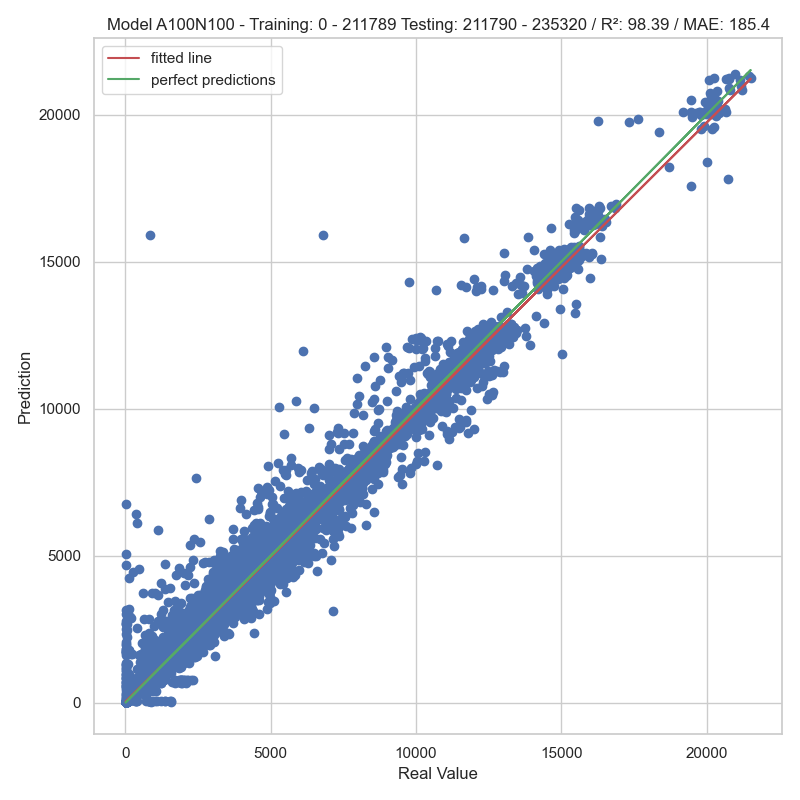 Model A100N100 - Training: 0 - 211789 Testing: 211790 - 235320 / R²: 98.39 / MAE: 185.4
fitted line
perfect predictions
20000
15000
10000
5000
0
Prediction
0 5000 10000 15000 20000
Real Value